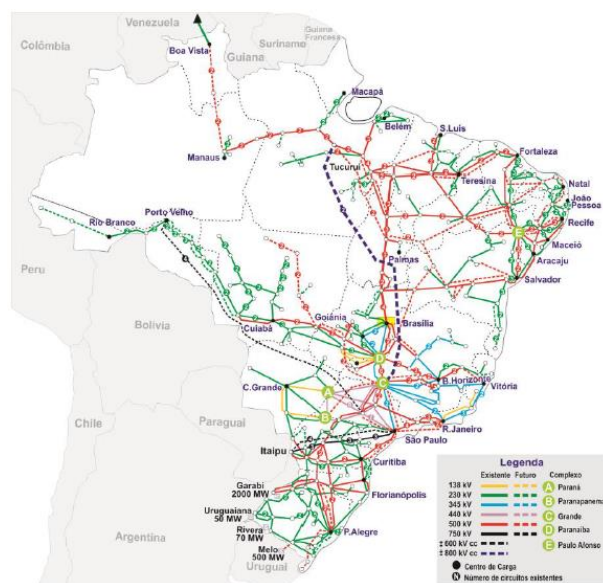 Venezuela
Guiana
Francesa
Colômbia
Suriname
Boa Vista
Guiana
Macapá
Belém
S.Luis
Manaus
Fortaleza
Tucuruí
Teresina
Natal
João
Pessoa
Porto Velho
Rio Branco
E
Recife
Maceió
Palmas
Aracaju
Peru
Salvador
Goiânia
Brasília
Cuiabá
Bolívia
D
C.Grande
A
C
B.Horizonte
Vitória
B
Chile
Paraguai
R.Janeiro
São Paulo
Itaipu
Curitiba
Garabi
2000 MW
Florianópolis
Uruguaiana
50 MW
Rivera
70 MW
P.Alegre
Melo
500 MW
Argentina
Uruguai
Legenda
Existente Futuro Complexo
138 kV A Paraná
230 kV B Paranapanema
345 kV C Grande
440 kV D Paranaíba
500 kV E Paulo Afonso
750 kV
± 600 kV cc
± 800 kV cc
Centro de Carga
N Número de circuitos existentes